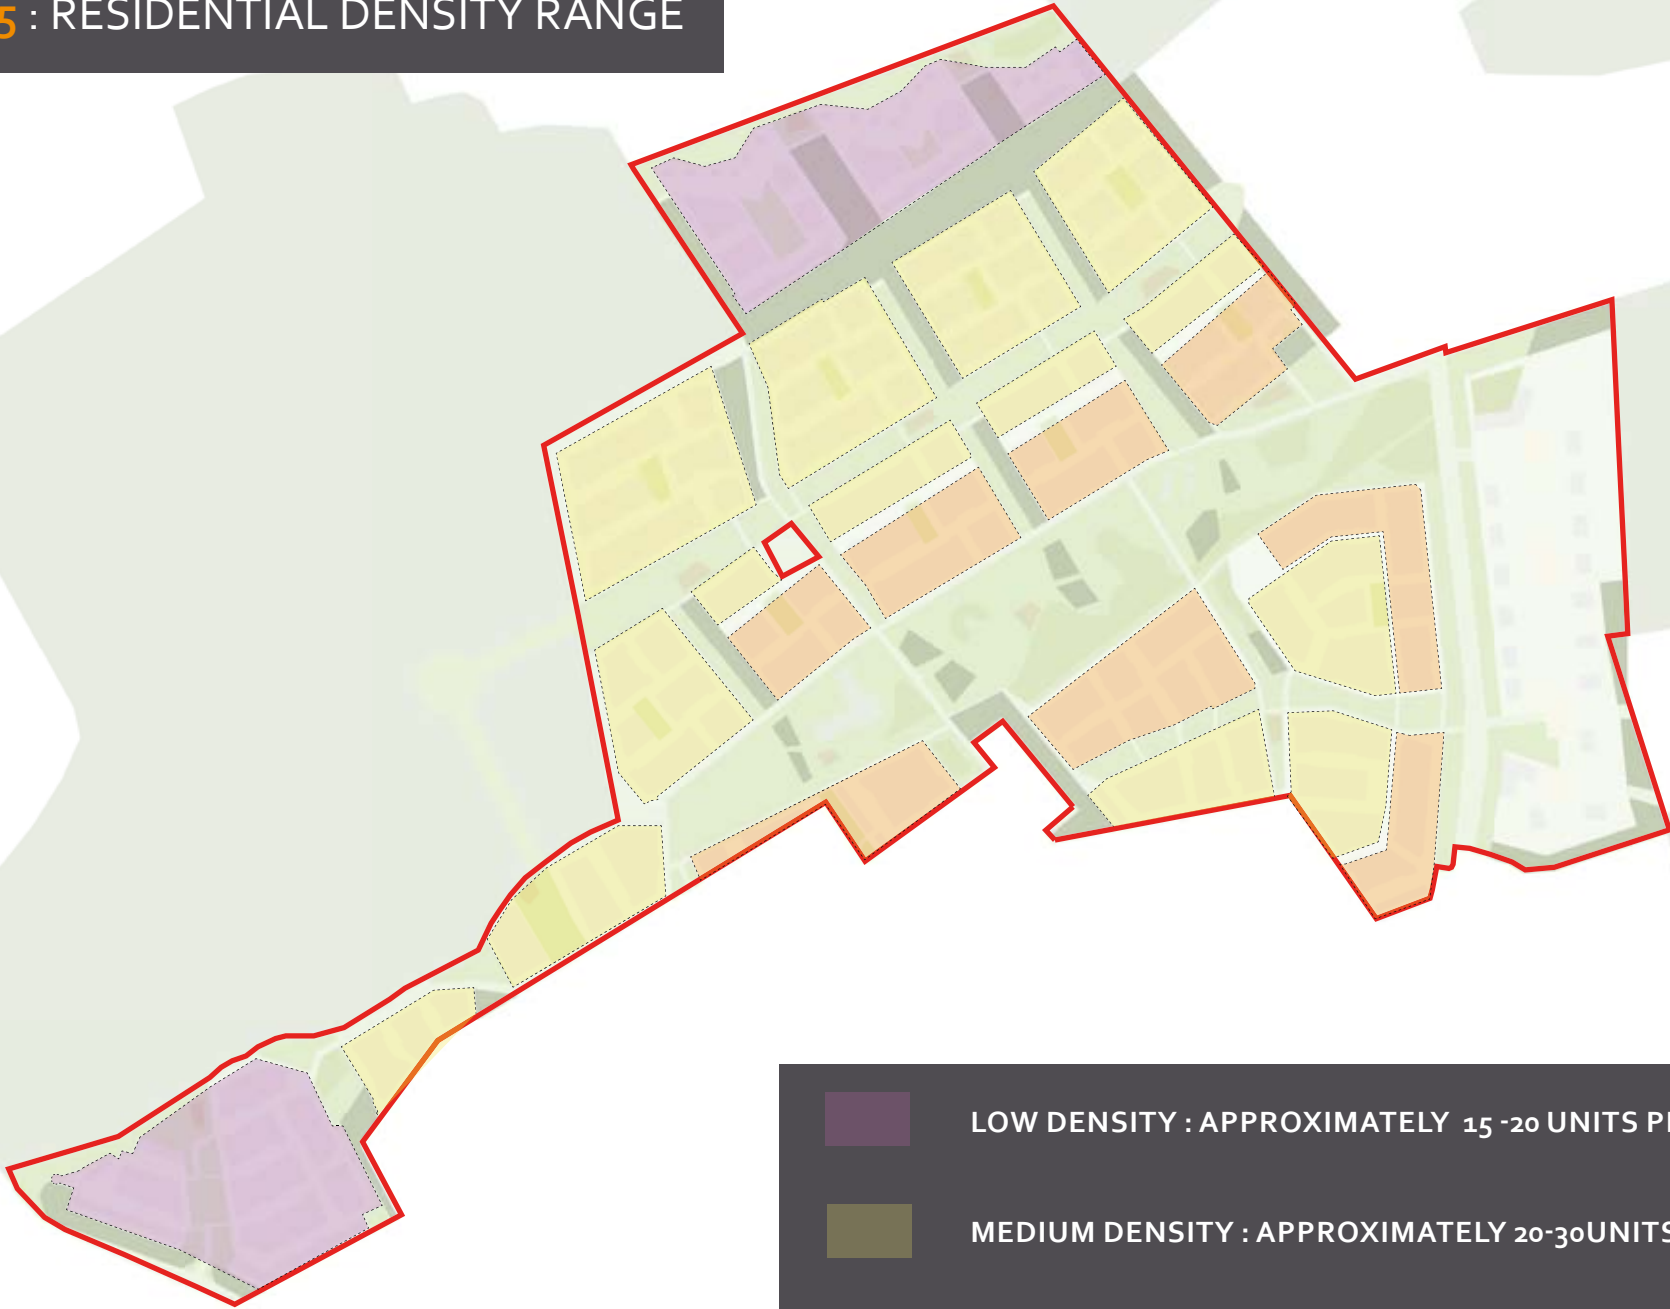 5 : RESIDENTIAL DENSITY RANGE
LOW DENSITY : APPROXIMATELY 15 -20 UNITS P
MEDIUM DENSITY : APPROXIMATELY 20-30UNITS